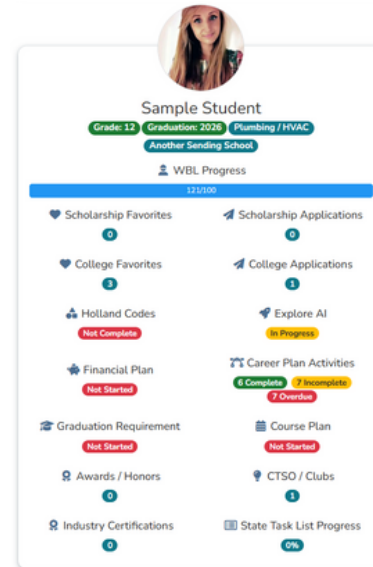 Sample Student
Grade: 12 Graduation: 2026 Plumbing / HVAC
Another Sending School
WBL Progress
121/100
Scholarship Favorites Scholarship Applications
0 0
College Favorites College Applications
3 1
Holland Codes Explore AI
Not Complete In Progress
Financial Plan Career Plan Activities
Not Started 6 Complete 7 Incomplete
7 Overdue
Graduation Requirement Course Plan
Not Started Not Started
Awards / Honors CTSO / Clubs
0 1
Industry Certifications State Task List Progress
0 0%